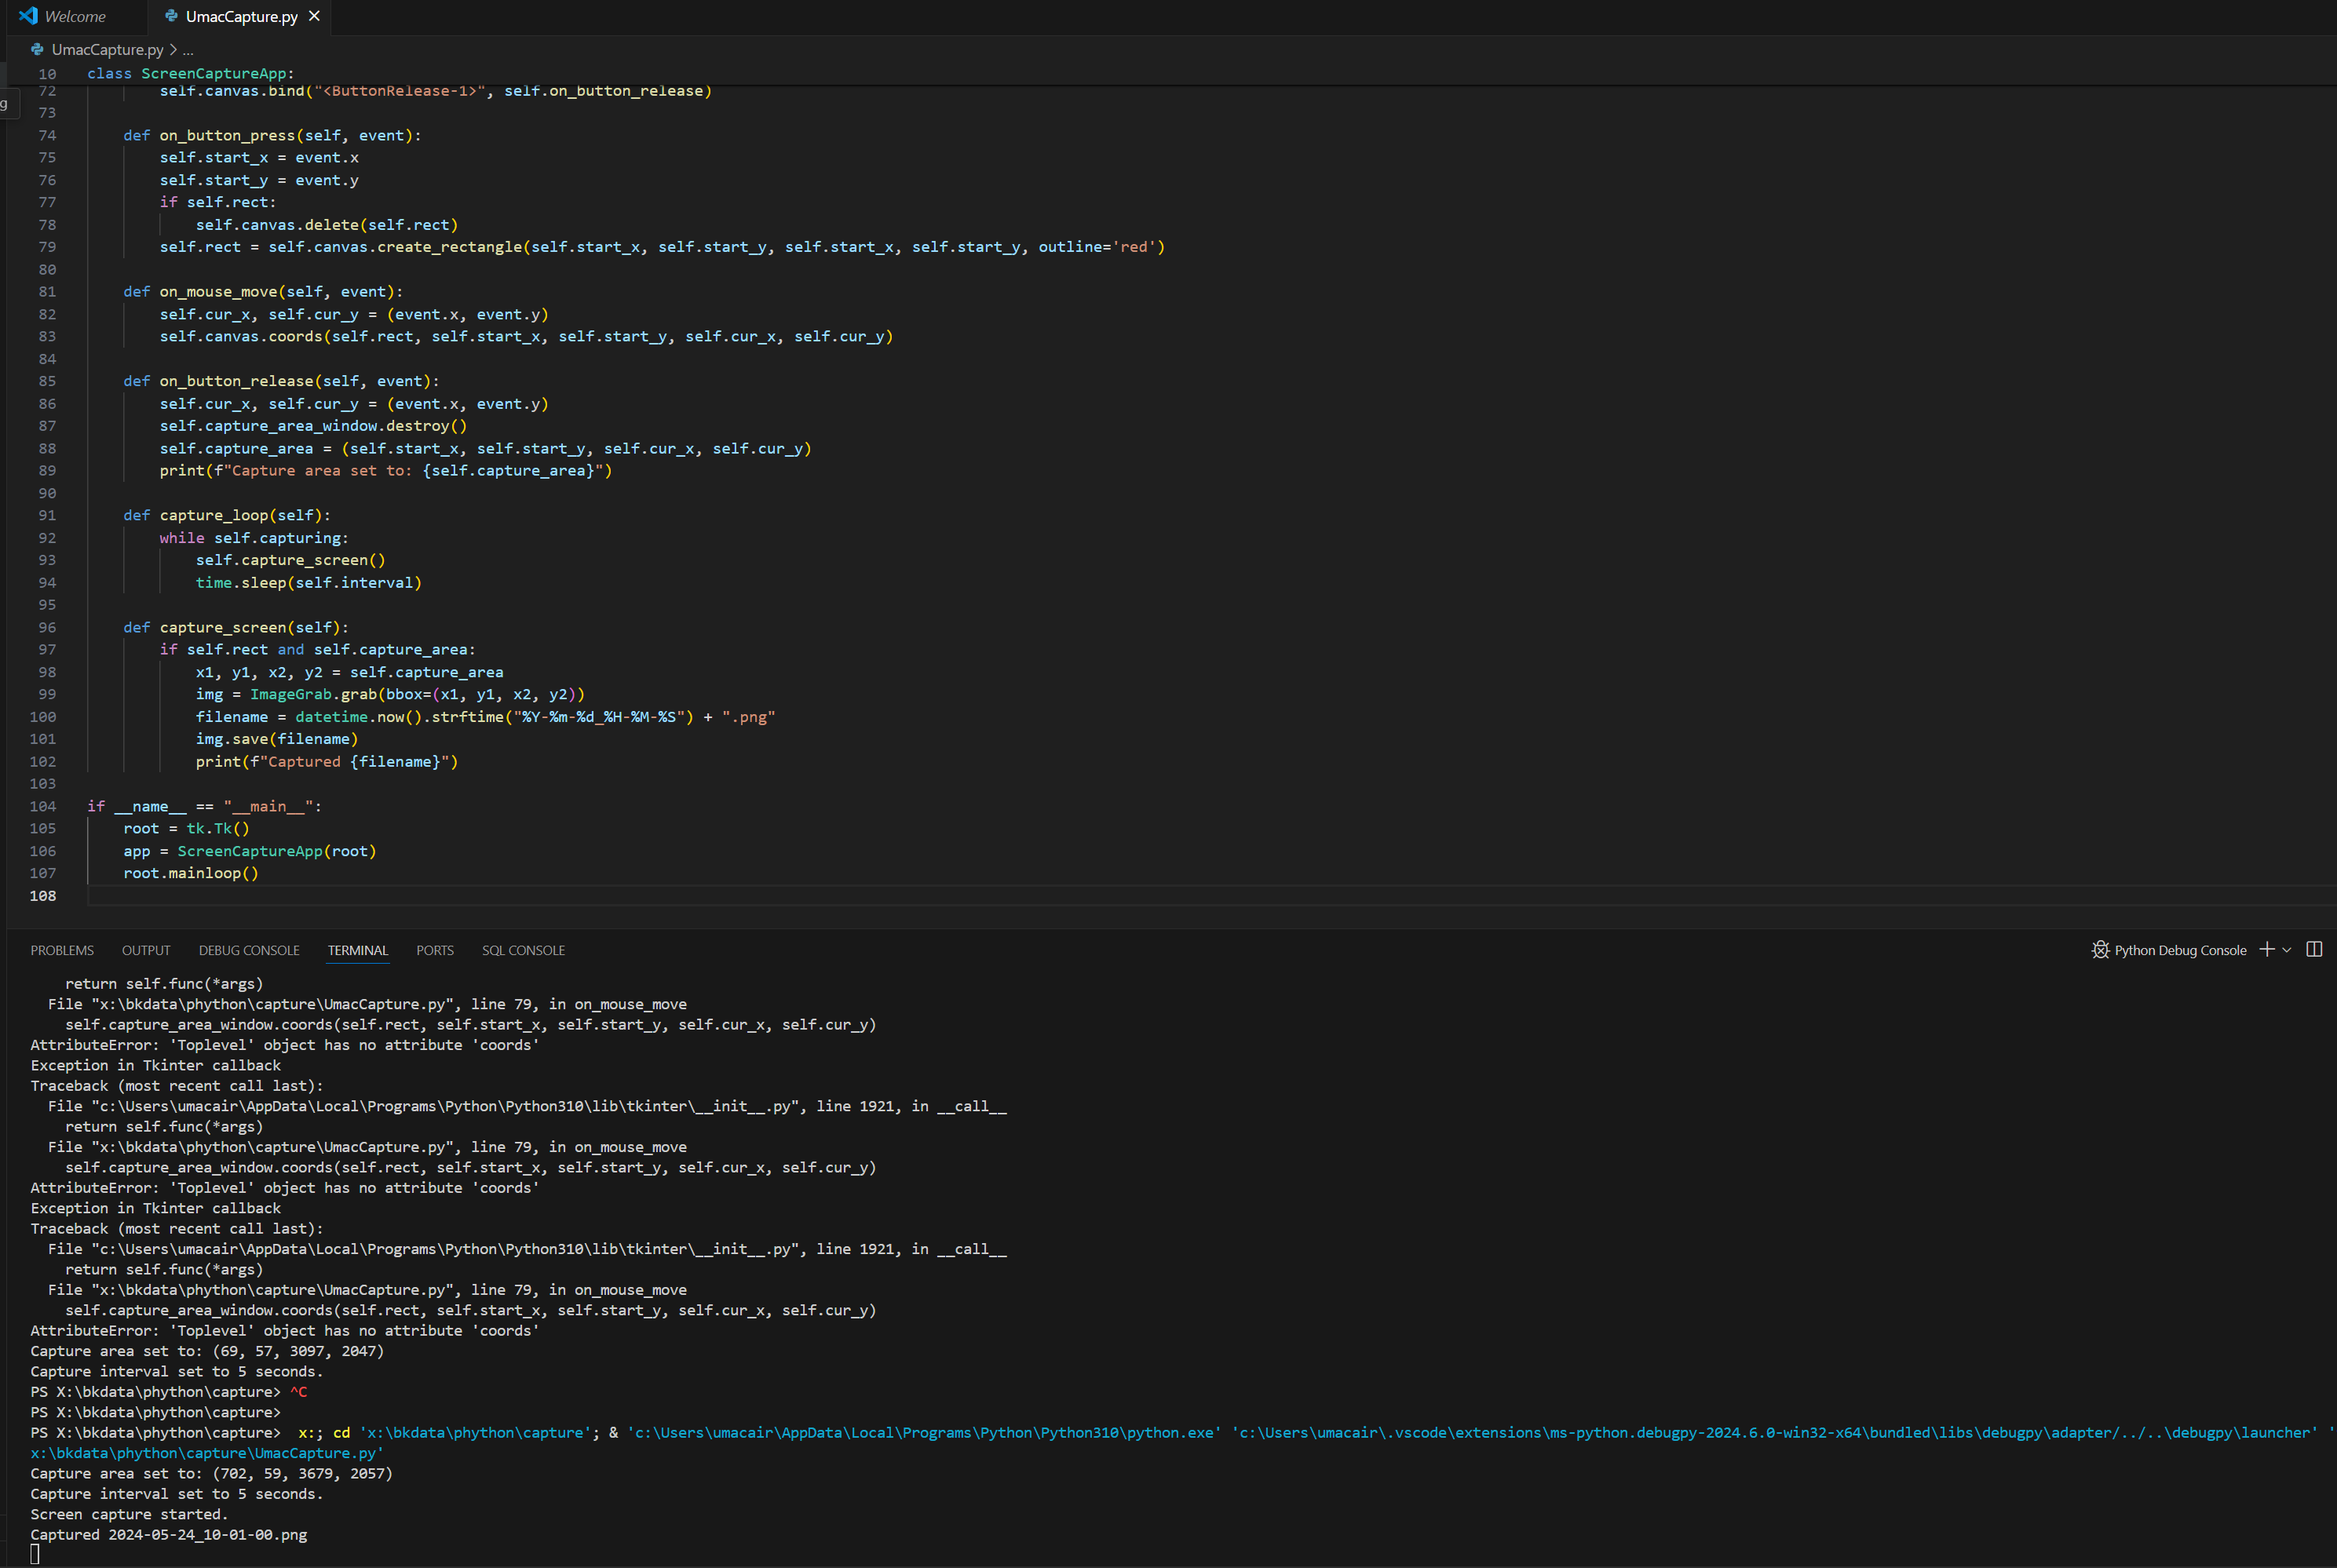 Welcome
UmacCapture.py
UmacCapture.py > ...
g
10 class ScreenCaptureApp:
72 self.canvas.bind("<ButtonRelease-1>", self.on_button_release)
73
74 def on_button_press(self, event):
75 self.start_x = event.x
76 self.start_y = event.y
77 if self.rect:
78 self.canvas.delete(self.rect)
79 self.rect = self.canvas.create_rectangle(self.start_x, self.start_y, self.start_x, self.start_y, outline='red')
80
81 def on_mouse_move(self, event):
82 self.cur_x, self.cur_y = (event.x, event.y)
83 self.canvas.coords(self.rect, self.start_x, self.start_y, self.cur_x, self.cur_y)
84
85 def on_button_release(self, event):
86 self.cur_x, self.cur_y = (event.x, event.y)
87 self.capture_area_window.destroy()
88 self.capture_area = (self.start_x, self.start_y, self.cur_x, self.cur_y)
89 print(f"Capture area set to: {self.capture_area}")
90
91 def capture_loop(self):
92 while self.capturing:
93 self.capture_screen()
94 time.sleep(self.interval)
95
96 def capture_screen(self):
97 if self.rect and self.capture_area:
98 x1, y1, x2, y2 = self.capture_area
99 img = ImageGrab.grab(bbox=(x1, y1, x2, y2))
100 filename = datetime.now().strftime("%Y-%m-%d_%H-%M-%S") + ".png"
101 img.save(filename)
102 print(f"Captured {filename}")
103
104 if __name__ == "__main__":
105 root = tk.Tk()
106 app = ScreenCaptureApp(root)
107 root.mainloop()
108
PROBLEMS OUTPUT DEBUG CONSOLE TERMINAL PORTS SQL CONSOLE Python Debug Console
return self.func(*args)
File "x:\bkdata\phython\capture\UmacCapture.py", line 79, in on_mouse_move
self.capture_area_window.coords(self.rect, self.start_x, self.start_y, self.cur_x, self.cur_y)
AttributeError: 'Toplevel' object has no attribute 'coords'
Exception in Tkinter callback
Traceback (most recent call last):
File "c:\Users\umacair\AppData\Local\Programs\Python\Python310\lib\tkinter\__init__.py", line 1921, in __call__
return self.func(*args)
File "x:\bkdata\phython\capture\UmacCapture.py", line 79, in on_mouse_move
self.capture_area_window.coords(self.rect, self.start_x, self.start_y, self.cur_x, self.cur_y)
AttributeError: 'Toplevel' object has no attribute 'coords'
Exception in Tkinter callback
Traceback (most recent call last):
File "c:\Users\umacair\AppData\Local\Programs\Python\Python310\lib\tkinter\__init__.py", line 1921, in __call__
return self.func(*args)
File "x:\bkdata\phython\capture\UmacCapture.py", line 79, in on_mouse_move
self.capture_area_window.coords(self.rect, self.start_x, self.start_y, self.cur_x, self.cur_y)
AttributeError: 'Toplevel' object has no attribute 'coords'
Capture area set to: (69, 57, 3097, 2047)
Capture interval set to 5 seconds.
PS X:\bkdata\phython\capture> ^C
PS X:\bkdata\phython\capture>
PS X:\bkdata\phython\capture> x:; cd 'x:\bkdata\phython\capture'; & 'c:\Users\umacair\AppData\Local\Programs\Python\Python310\python.exe' 'c:\Users\umacair\.vscode\extensions\ms-python.debugpy-2024.6.0-win32-x64\bundled\libs\debugpy\adapter/../..\debugpy\launcher' '
x:\bkdata\phython\capture\UmacCapture.py'
Capture area set to: (702, 59, 3679, 2057)
Capture interval set to 5 seconds.
Screen capture started.
Captured 2024-05-24_10-01-00.png